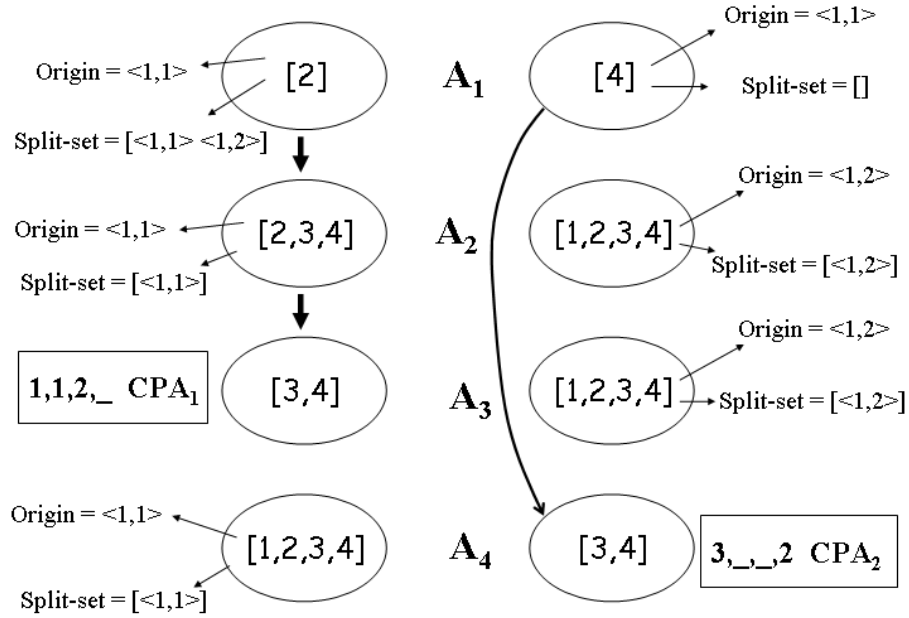 Origin = <1,1>
[2]
Split-set = [<1,1> <1,2>]
A1
[4]
Origin = <1,1>
Split-set = []
Origin = <1,1>
[2,3,4]
Split-set = [<1,1>]
A2
[1,2,3,4]
Origin = <1,2>
Split-set = [<1,2>]
1,1,2,_ CPA1
[3,4]
A3
[1,2,3,4]
Origin = <1,2>
Split-set = [<1,2>]
Origin = <1,1>
[1,2,3,4]
Split-set = [<1,1>]
A4
[3,4]
3,_,_,2 CPA2